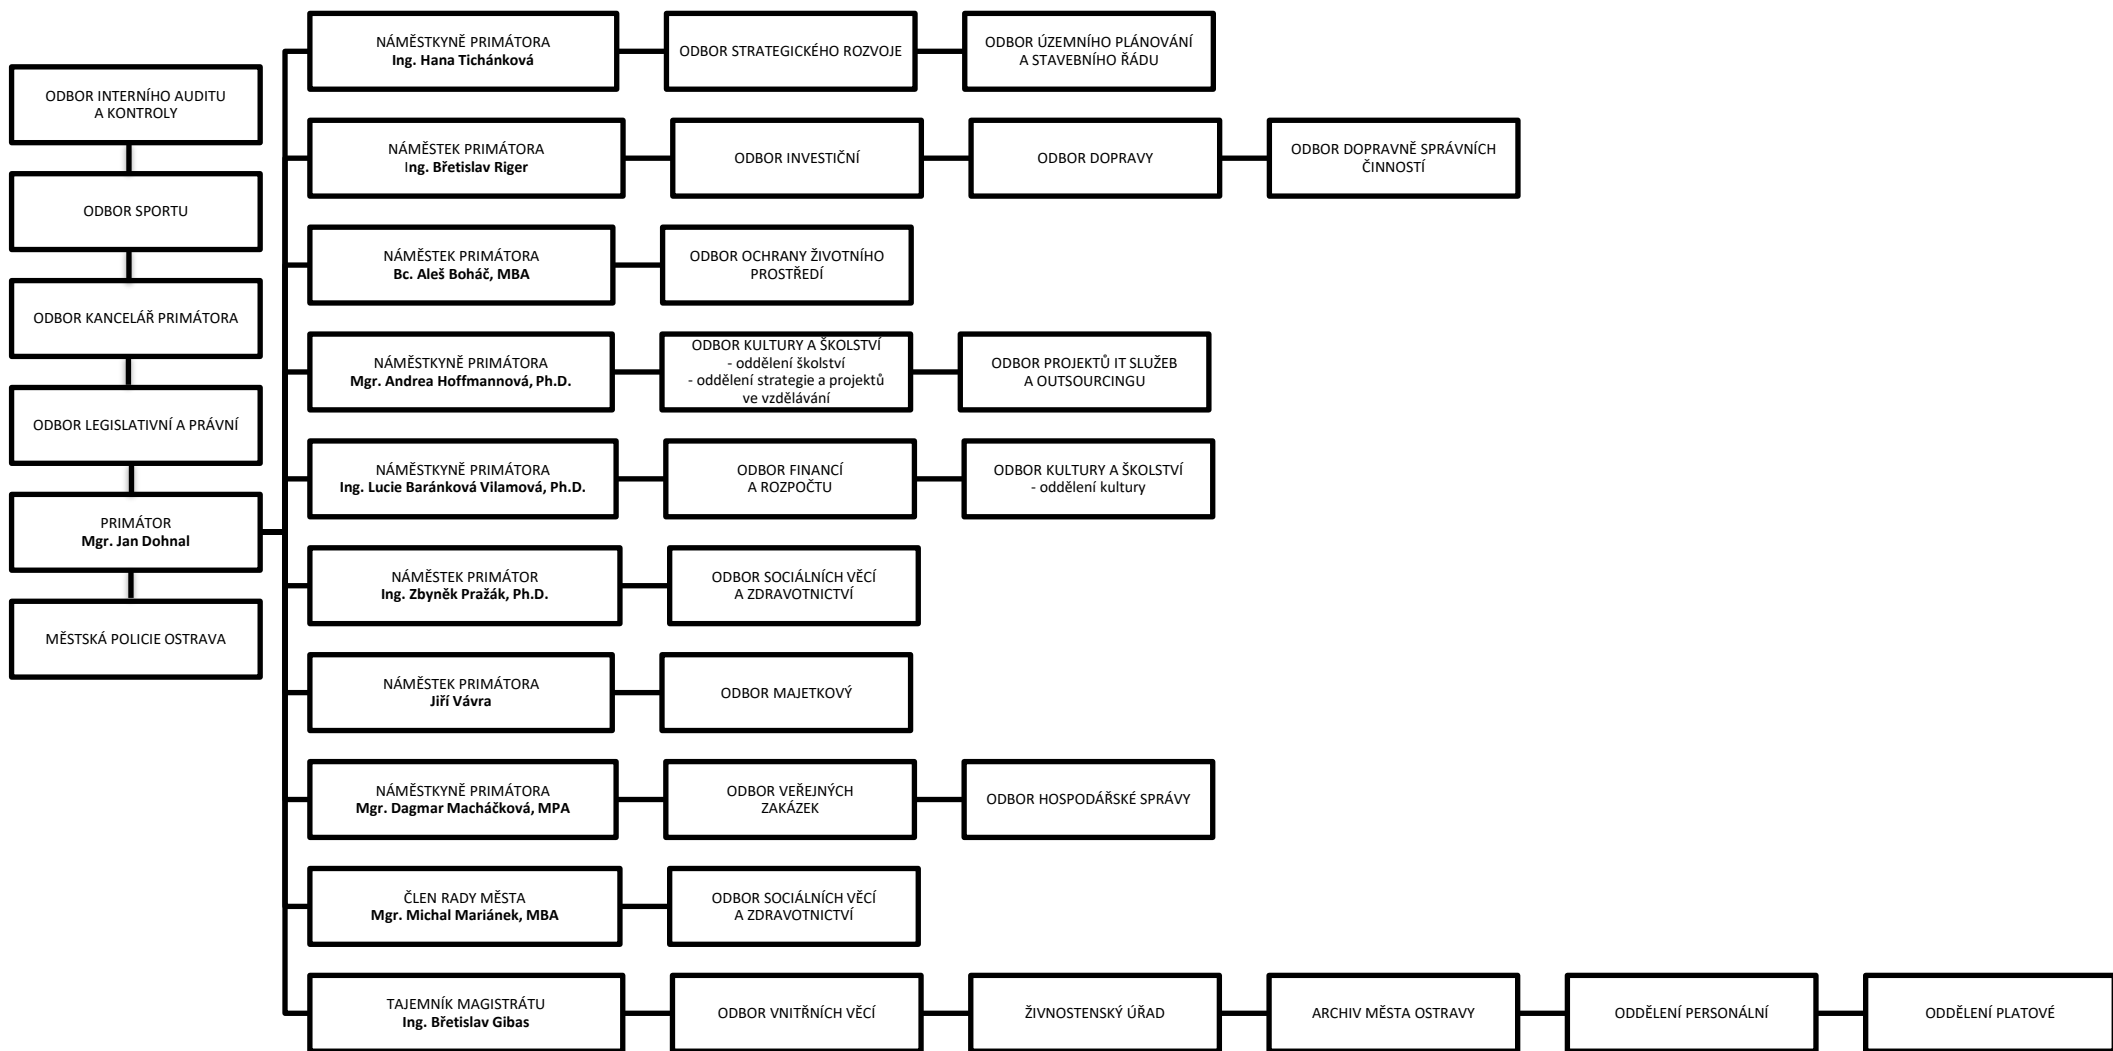 ODBOR INTERNÍHO AUDITU
A KONTROLY
ODBOR SPORTU
ODBOR KANCELÁŘ PRIMÁTORA
ODBOR LEGISLATIVNÍ A PRÁVNÍ
PRIMÁTOR
Mgr. Jan Dohnal
MĚSTSKÁ POLICIE OSTRAVA
NÁMĚSTKYNĚ PRIMÁTORA
Ing. Hana Tichánková
ODBOR STRATEGICKÉHO ROZVOJE
ODBOR ÚZEMNÍHO PLÁNOVÁNÍ
A STAVEBNÍHO ŘÁDU
NÁMĚSTEK PRIMÁTORA
Ing. Břetislav Riger
ODBOR INVESTIČNÍ
ODBOR DOPRAVY
ODBOR DOPRAVNĚ SPRÁVNÍCH
ČINNOSTÍ
NÁMĚSTEK PRIMÁTORA
Bc. Aleš Boháč, MBA
ODBOR OCHRANY ŽIVOTNÍHO
PROSTŘEDÍ
NÁMĚSTKYNĚ PRIMÁTORA
Mgr. Andrea Hoffmannová, Ph.D.
ODBOR KULTURY A ŠKOLSTVÍ
- oddělení školství
- oddělení strategie a projektů
ve vzdělávání
ODBOR PROJEKTŮ IT SLUŽEB
A OUTSOURCINGU
NÁMĚSTKYNĚ PRIMÁTORA
Ing. Lucie Baránková Vilamová, Ph.D.
ODBOR FINANCÍ
A ROZPOČTU
ODBOR KULTURY A ŠKOLSTVÍ
- oddělení kultury
NÁMĚSTEK PRIMÁTOR
Ing. Zbyněk Pražák, Ph.D.
ODBOR SOCIÁLNÍCH VĚCÍ
A ZDRAVOTNICTVÍ
NÁMĚSTEK PRIMÁTORA
Jiří Vávra
ODBOR MAJETKOVÝ
NÁMĚSTKYNĚ PRIMÁTORA
Mgr. Dagmar Macháčková, MPA
ODBOR VEŘEJNÝCH
ZAKÁZEK
ODBOR HOSPODÁŘSKÉ SPRÁVY
ČLEN RADY MĚSTA
Mgr. Michal Mariánek, MBA
ODBOR SOCIÁLNÍCH VĚCÍ
A ZDRAVOTNICTVÍ
TAJEMNÍK MAGISTRÁTU
Ing. Břetislav Gibas
ODBOR VNITŘNÍCH VĚCÍ
ŽIVNOSTENSKÝ ÚŘAD
ARCHIV MĚSTA OSTRAVY
ODDĚLENÍ PERSONÁLNÍ
ODDĚLENÍ PLATOVÉ